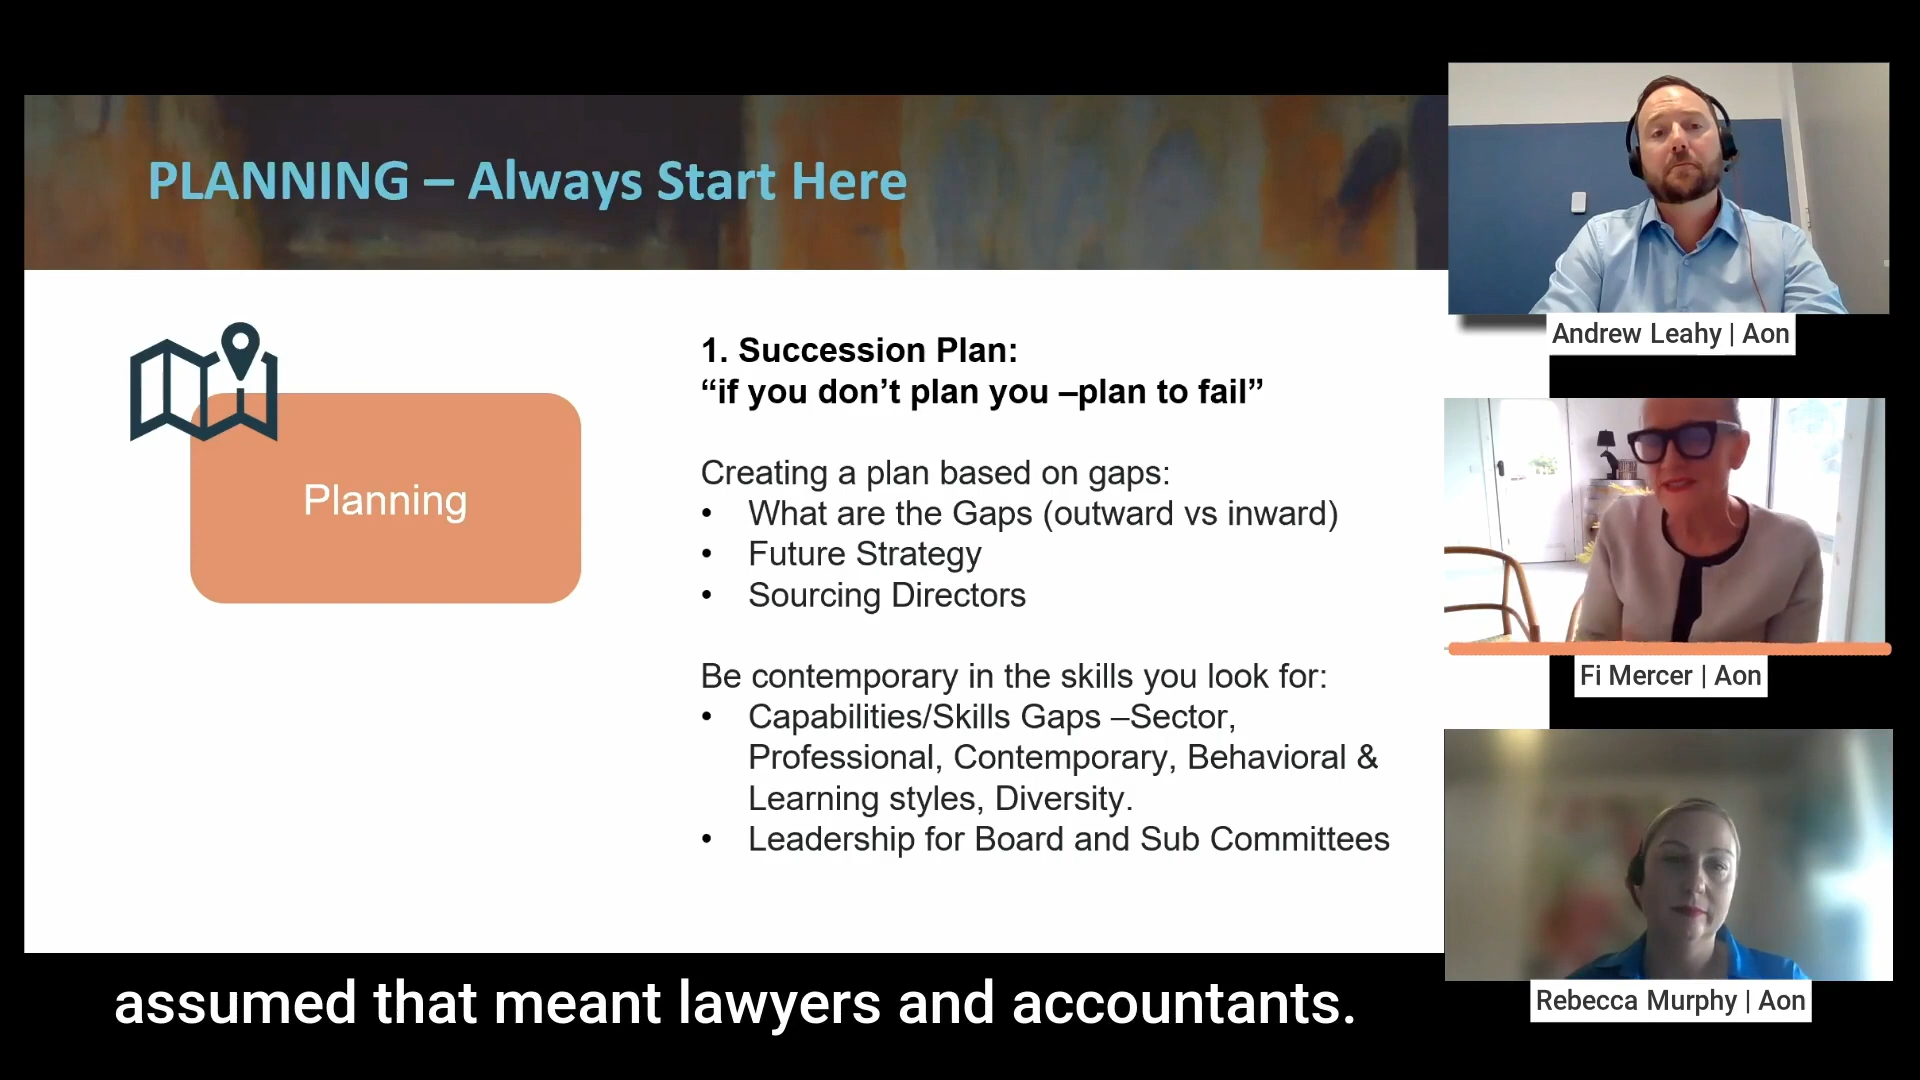 PLANNING – Always Start Here
Planning
1. Succession Plan:
“if you don’t plan you –plan to fail”
Creating a plan based on gaps:
• What are the Gaps (outward vs inward)
• Future Strategy
• Sourcing Directors
Be contemporary in the skills you look for:
• Capabilities/Skills Gaps –Sector,
Professional, Contemporary, Behavioral &
Learning styles, Diversity.
• Leadership for Board and Sub Committees
Andrew Leahy | Aon
Fi Mercer | Aon
Rebecca Murphy | Aon
assumed that meant lawyers and accountants.